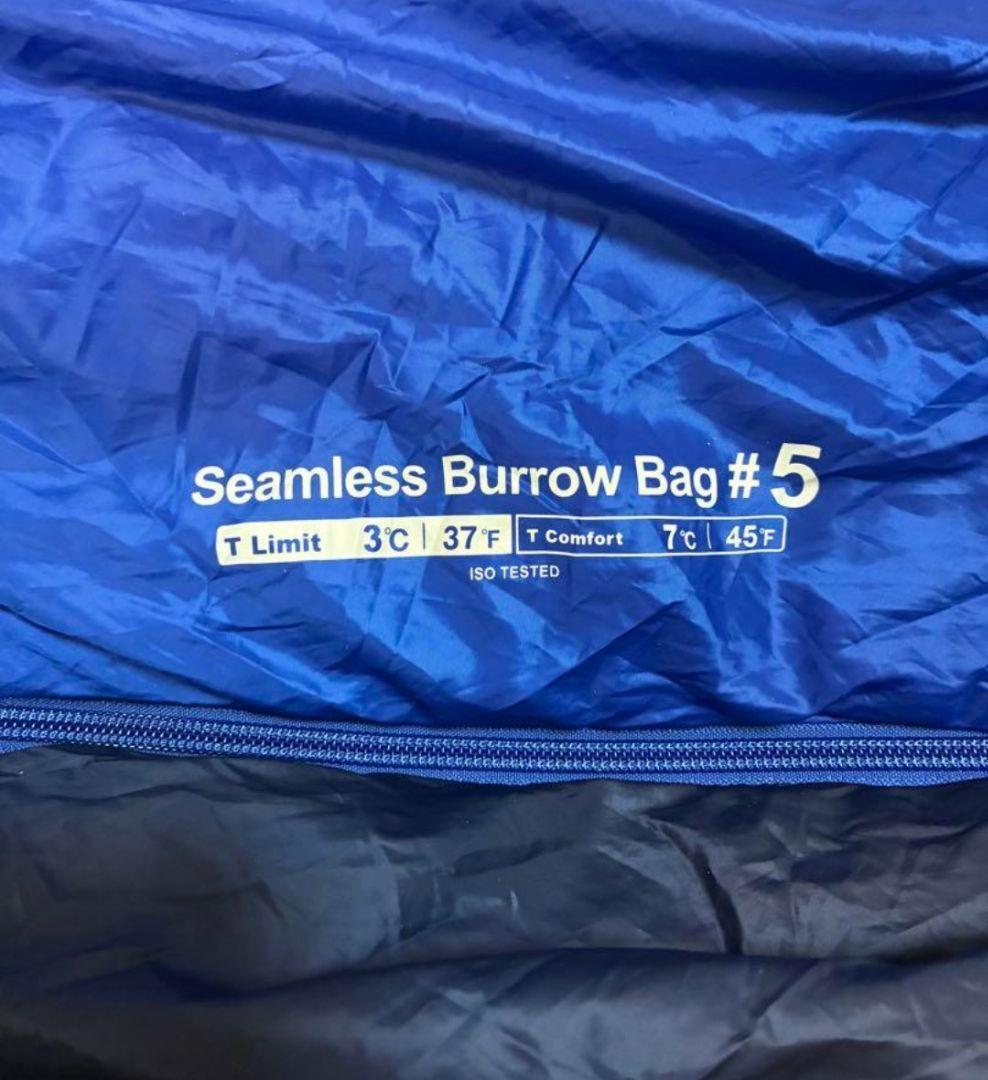 Seamless Burrow Bag #5
T Limit 3℃ | 37℉ T Comfort 7℃ | 45℉
ISO TESTED